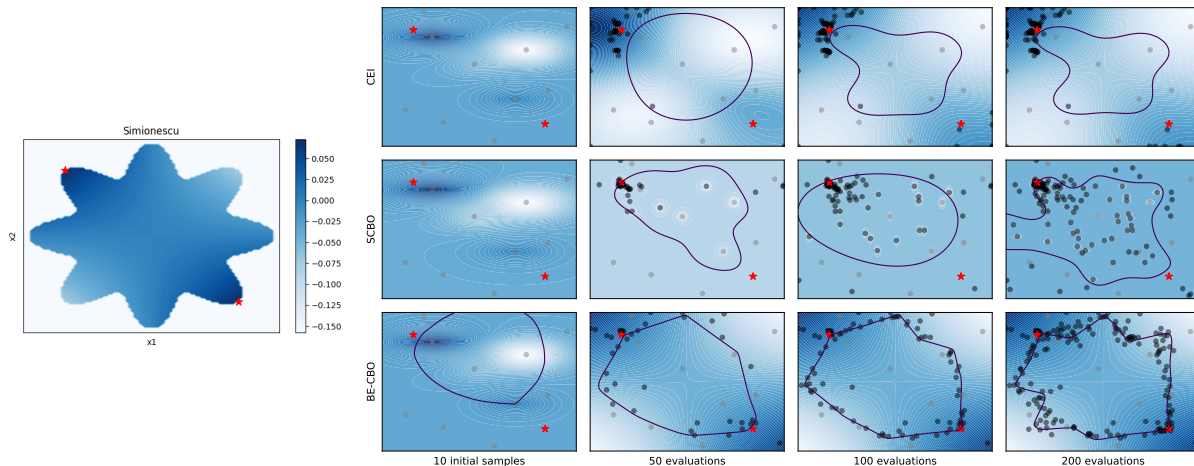 Simionescu
x2
x1
0.050
0.025
0.000
−0.025
−0.050
−0.075
−0.100
−0.125
−0.150
CEI
SCBO
BE-CBO
10 initial samples
50 evaluations
100 evaluations
200 evaluations